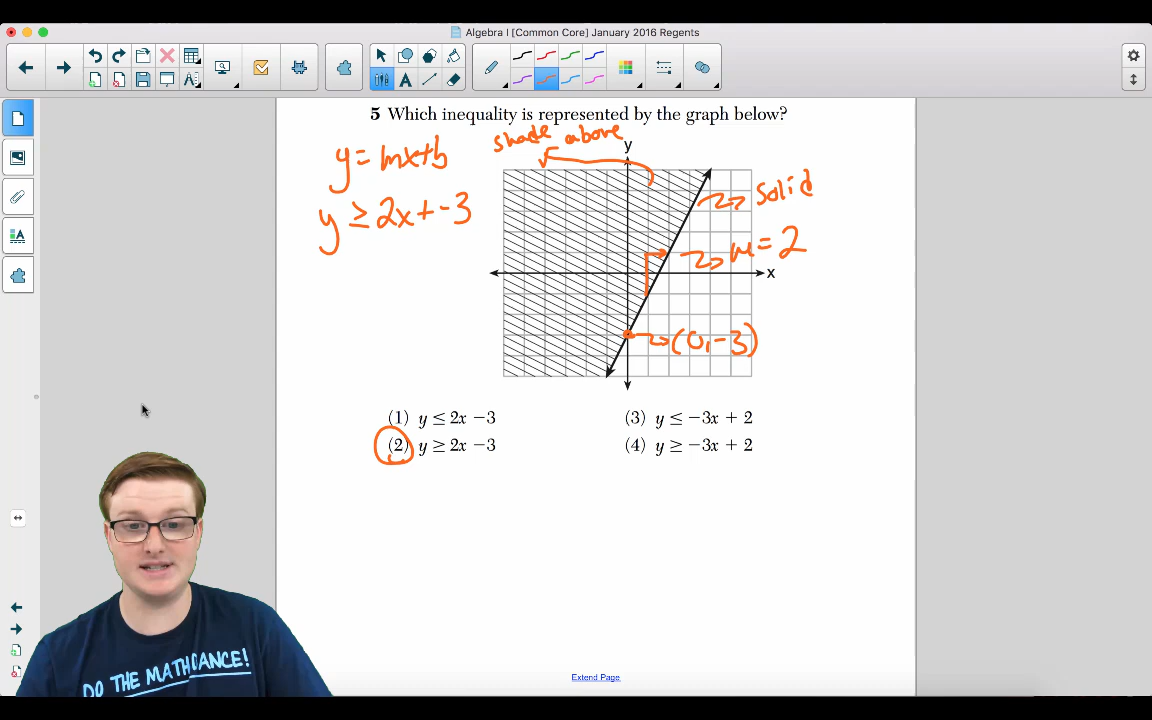 Algebra I [Common Core] January 2016 Regents
5 Which inequality is represented by the graph below?
shade above
y = mx+b
y ≥ 2x + -3
y
solid
m = 2
x
(0, -3)
(1) y ≤ 2x −3
(2) y ≥ 2x −3
(3) y ≤ −3x + 2
(4) y ≥ −3x + 2
DO THE MATH DANCE!
Extend Page